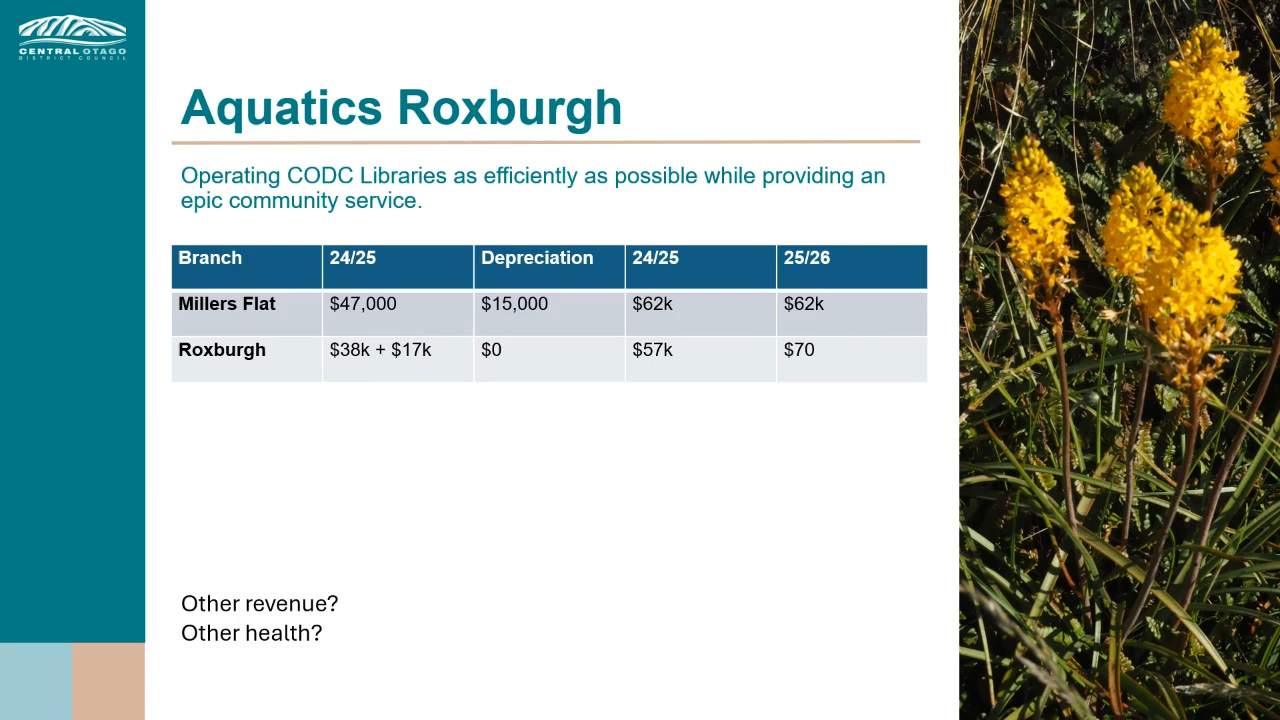 CENTRAL OTAGO
DISTRICT COUNCIL
Aquatics Roxburgh
Operating CODC Libraries as efficiently as possible while providing an
epic community service.
Branch 24/25 Depreciation 24/25 25/26
Millers Flat $47,000 $15,000 $62k $62k
Roxburgh $38k + $17k $0 $57k $70
Other revenue?
Other health?